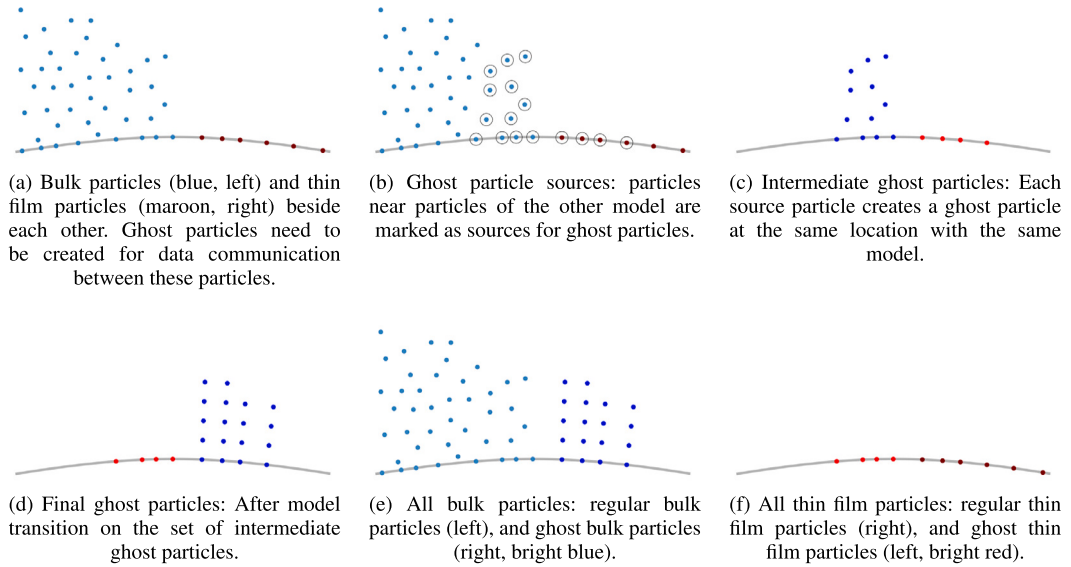 (a) Bulk particles (blue, left) and thin
film particles (maroon, right) beside
each other. Ghost particles need to
be created for data communication
between these particles.
(b) Ghost particle sources: particles
near particles of the other model are
marked as sources for ghost particles.
(c) Intermediate ghost particles: Each
source particle creates a ghost particle
at the same location with the same
model.
(d) Final ghost particles: After model
transition on the set of intermediate
ghost particles.
(e) All bulk particles: regular bulk
particles (left), and ghost bulk particles
(right, bright blue).
(f) All thin film particles: regular thin
film particles (right), and ghost thin
film particles (left, bright red).